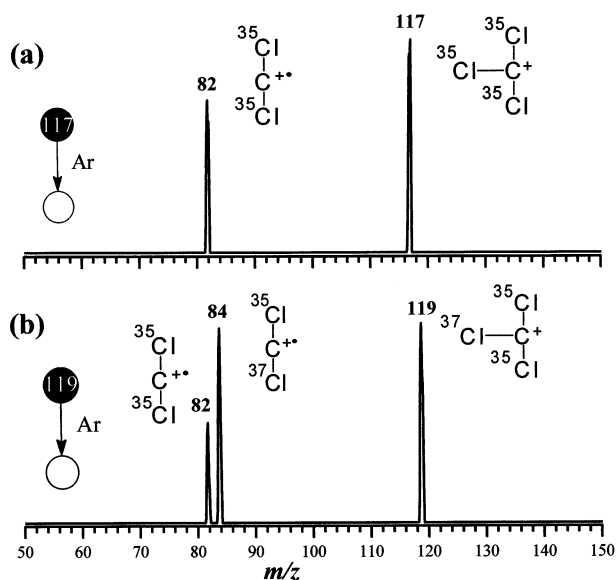 (a)
82
³⁵Cl
C⁺•
³⁵Cl
117
³⁵Cl
³⁵Cl—C⁺
³⁵Cl
117
Ar
(b)
³⁵Cl
C⁺•
³⁵Cl
82
84
³⁵Cl
C⁺•
³⁷Cl
119
³⁵Cl
³⁷Cl—C⁺
³⁵Cl
119
Ar
50 60 70 80 90 100 110 120 130 140 150
m/z